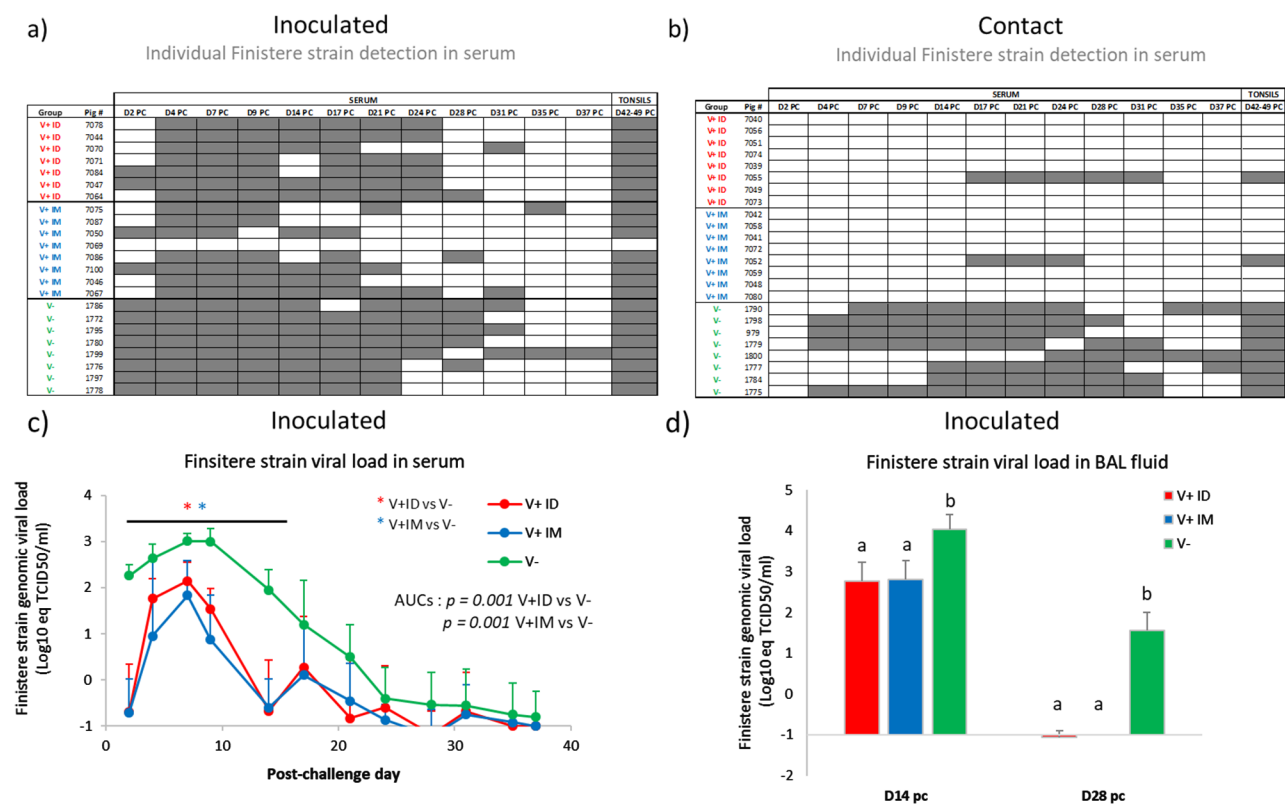 a)
Inoculated
Individual Finistere strain detection in serum
SERUM TONSILS
Group Pig # D2 PC D4 PC D7 PC D9 PC D14 PC D17 PC D21 PC D24 PC D28 PC D31 PC D35 PC D37 PC D42-49 PC
V+ ID 7078
V+ ID 7044
V+ ID 7070
V+ ID 7071
V+ ID 7084
V+ ID 7047
V+ ID 7064
V+ IM 7075
V+ IM 7087
V+ IM 7050
V+ IM 7069
V+ IM 7086
V+ IM 7100
V+ IM 7046
V+ IM 7067
V- 1786
V- 1772
V- 1795
V- 1780
V- 1799
V- 1776
V- 1797
V- 1778
b)
Contact
Individual Finistere strain detection in serum
SERUM TONSILS
Group Pig # D2 PC D4 PC D7 PC D9 PC D14 PC D17 PC D21 PC D24 PC D28 PC D31 PC D35 PC D37 PC D42-49 PC
V+ ID 7040
V+ ID 7056
V+ ID 7051
V+ ID 7074
V+ ID 7039
V+ ID 7055
V+ ID 7049
V+ ID 7073
V+ IM 7042
V+ IM 7058
V+ IM 7041
V+ IM 7072
V+ IM 7052
V+ IM 7059
V+ IM 7048
V+ IM 7080
V- 1790
V- 1798
V- 979
V- 1779
V- 1800
V- 1777
V- 1784
V- 1775
c)
Inoculated
Finsitere strain viral load in serum
Finistere strain genomic viral load
(Log10 eq TCID50/ml)
4
3
2
1
0
-1
0 10 20 30 40
Post-challenge day
* *
* V+ID vs V-
* V+IM vs V-
V+ ID
V+ IM
V-
AUCs : p = 0.001 V+ID vs V-
p = 0.001 V+IM vs V-
d)
Inoculated
Finistere strain viral load in BAL fluid
Finistere strain genomic viral load
(Log10 eq TCID50/ml)
5
4
3
2
1
0
-1
-2
a a b
a a b
V+ ID
V+ IM
V-
D14 pc D28 pc